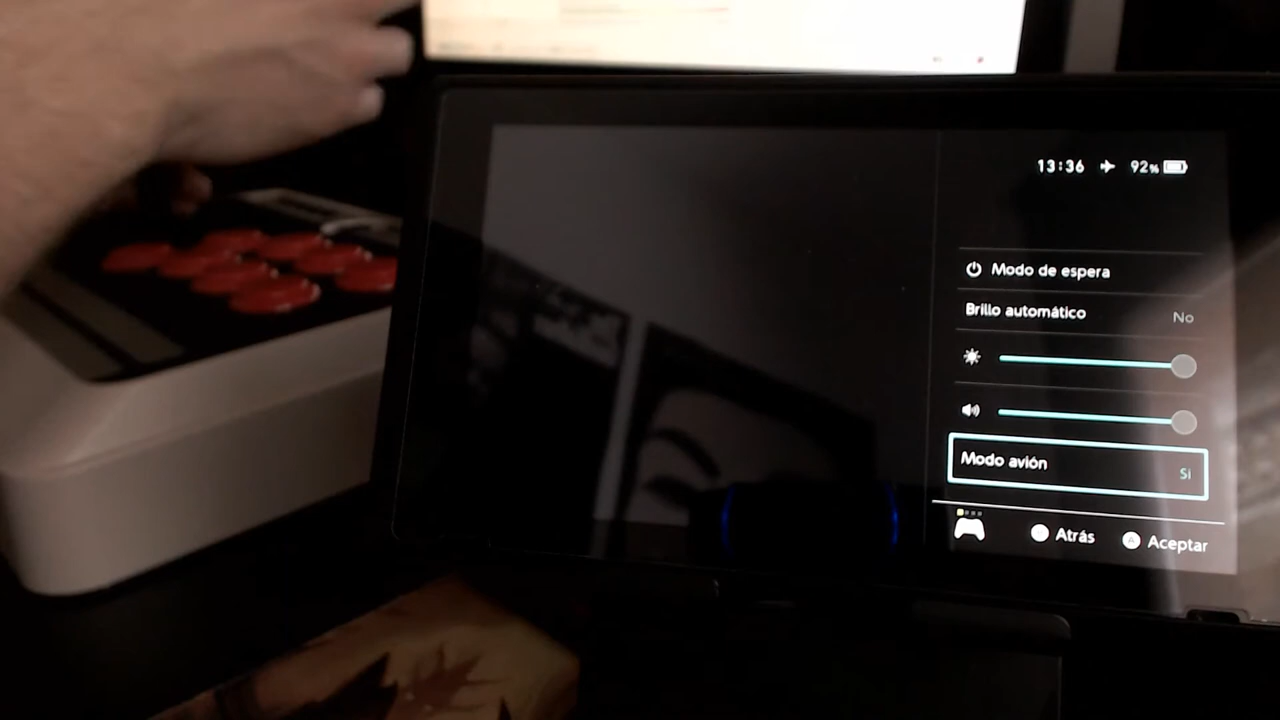 13:36 92%
Modo de espera
Brillo automático No
Modo avión Sí
Atrás A Aceptar